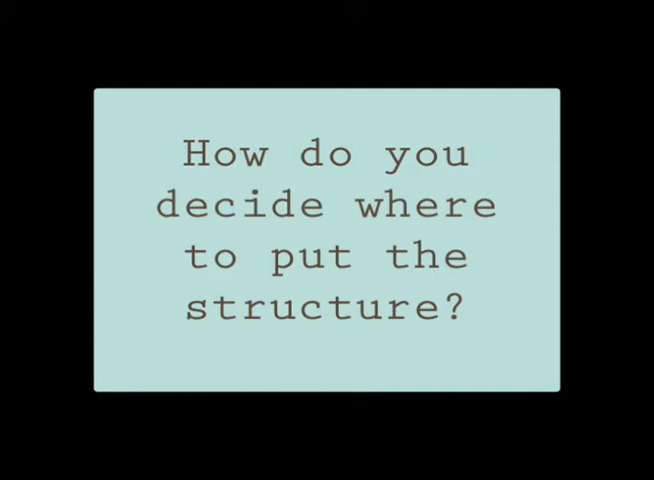 How do you
decide where
to put the
structure?